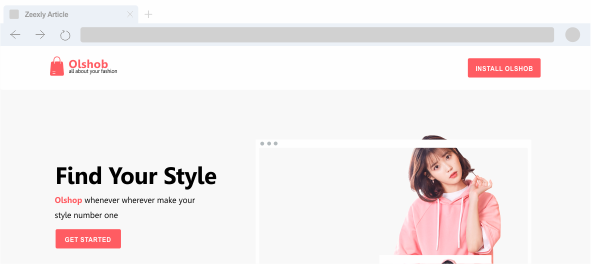 Zeexly Article
Olshob
all about your fashion
INSTALL OLSHOB
Find Your Style
Olshop whenever wherever make your
style number one
GET STARTED